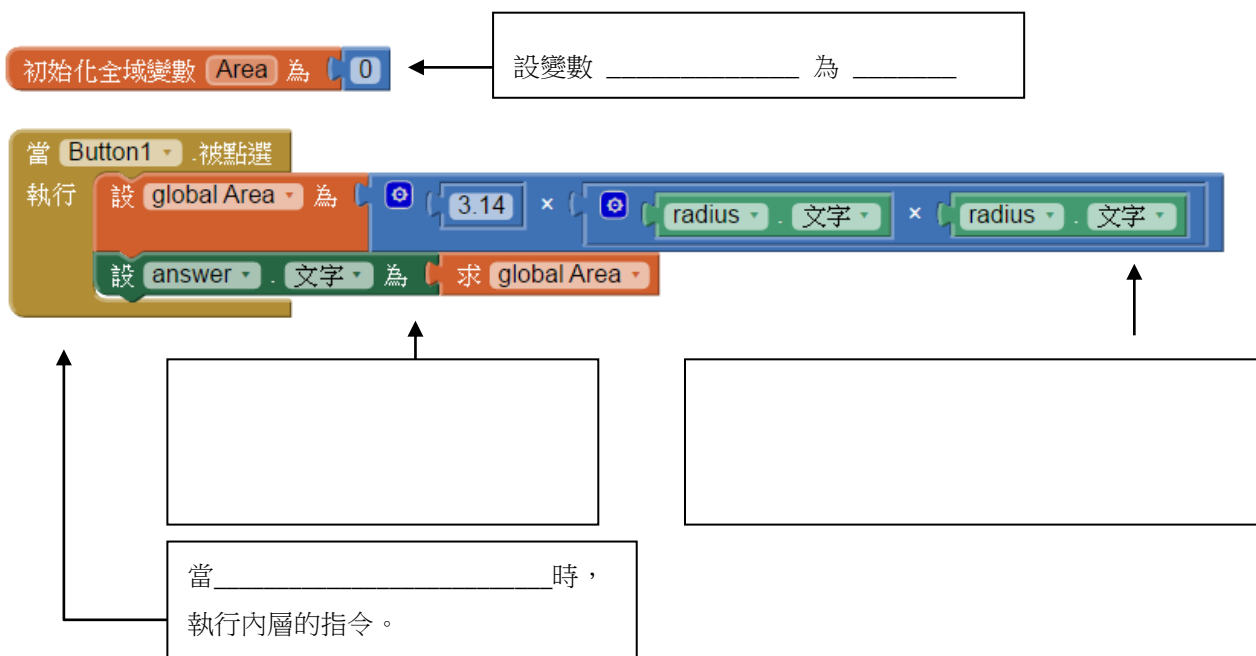 初始化全域變數 Area 為 0
設變數 ______________ 為 ________
當 Button1 .被點選
執行 設 global Area 為 3.14 × radius . 文字 × radius . 文字
設 answer . 文字 為 求 global Area
當__________________________時，
執行內層的指令。